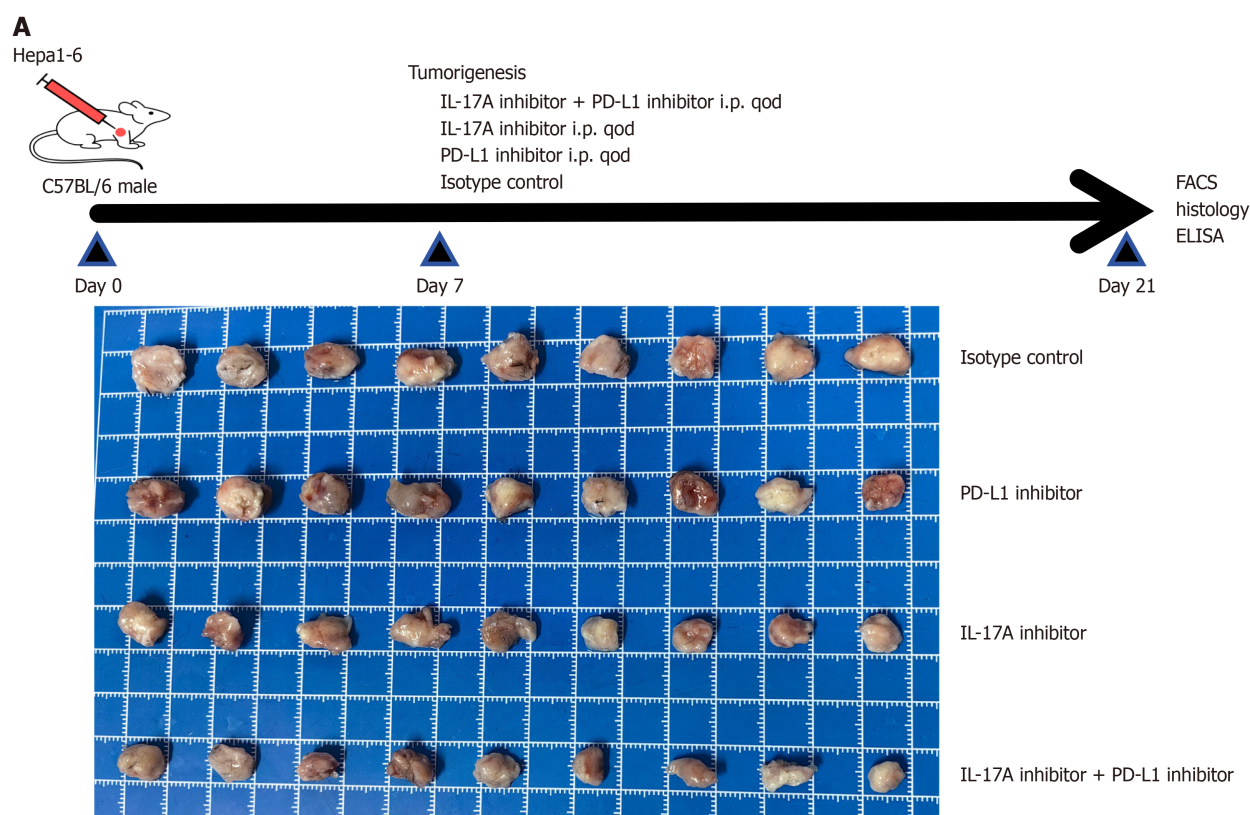 A
Hepa1-6
C57BL/6 male
Tumorigenesis
IL-17A inhibitor + PD-L1 inhibitor i.p. qod
IL-17A inhibitor i.p. qod
PD-L1 inhibitor i.p. qod
Isotype control
FACS
histology
ELISA
Day 0
Day 7
Day 21
Isotype control
PD-L1 inhibitor
IL-17A inhibitor
IL-17A inhibitor + PD-L1 inhibitor